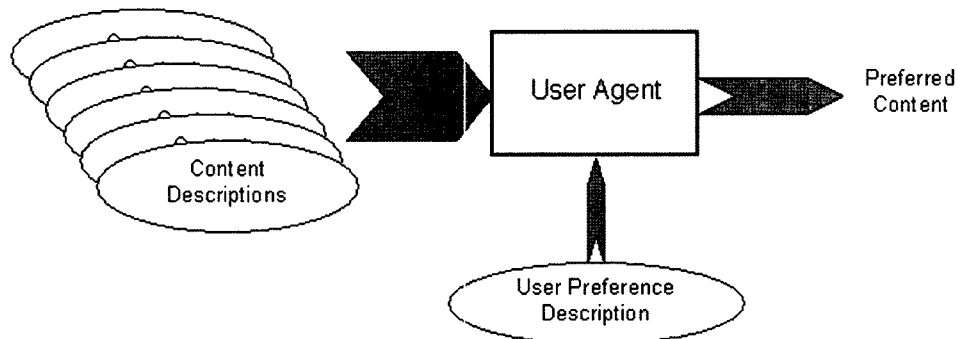 Content
Descriptions
User Agent
Preferred
Content
User Preference
Description